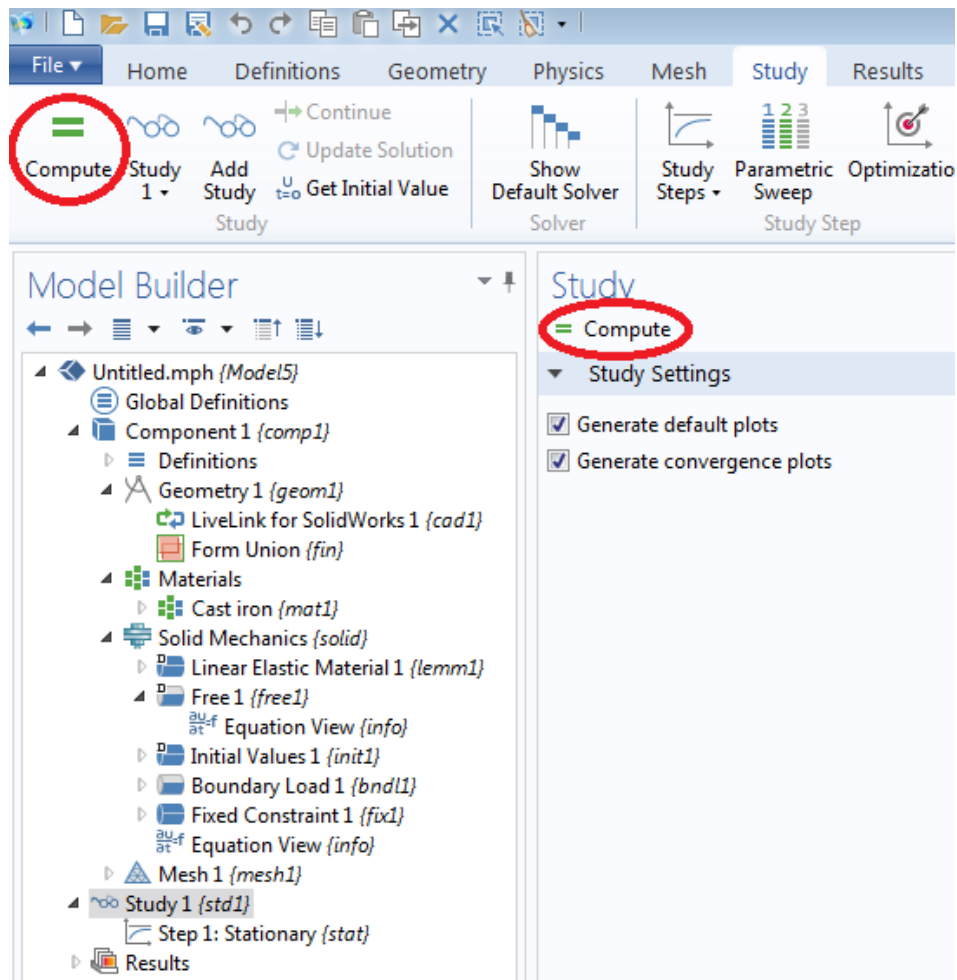 File Home Definitions Geometry Physics Mesh Study Results
Continue
Update Solution
Get Initial Value
Compute
Study
1
Add
Study
Show
Default Solver
Study
Steps
1 2 3
Parametric
Sweep
Optimizatio
Study Solver Study Step
Model Builder
Untitled.mph {Model5}
Global Definitions
Component 1 {comp1}
Definitions
Geometry 1 {geom1}
LiveLink for SolidWorks 1 {cad1}
Form Union {fin}
Materials
Cast iron {mat1}
Solid Mechanics {solid}
D Linear Elastic Material 1 {lemm1}
D Free 1 {free1}
∂u/∂t=f Equation View {info}
D Initial Values 1 {init1}
Boundary Load 1 {bndl1}
Fixed Constraint 1 {fix1}
∂u/∂t=f Equation View {info}
Mesh 1 {mesh1}
Study 1 {std1}
Step 1: Stationary {stat}
Results
Study
= Compute
Study Settings
Generate default plots
Generate convergence plots